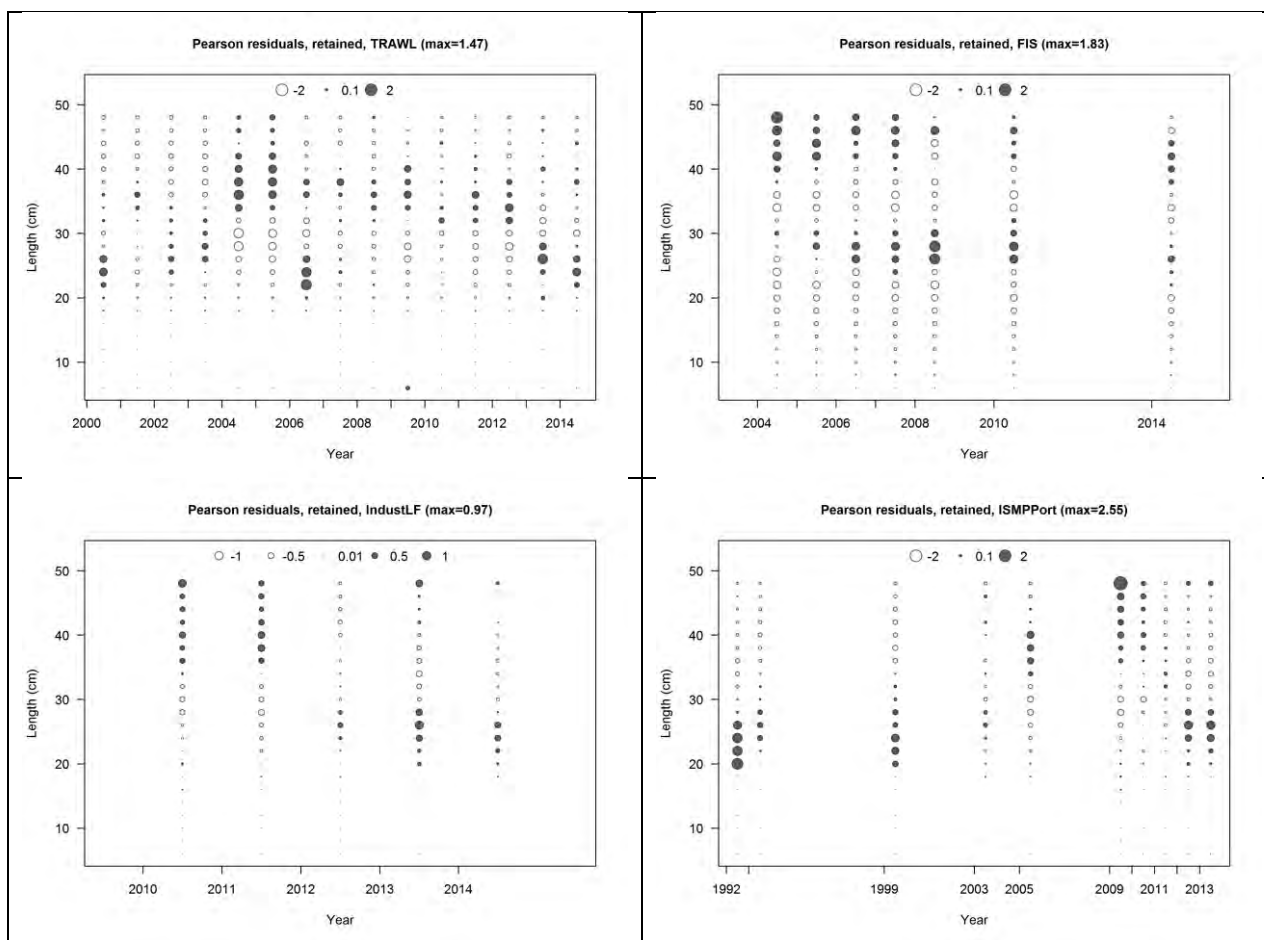 Pearson residuals, retained, TRAWL (max=1.47)
-2 0.1 2
50
40
30
20
10
Length (cm)
2000 2002 2004 2006 2008 2010 2012 2014
Year
Pearson residuals, retained, FIS (max=1.83)
-2 0.1 2
50
40
30
20
10
Length (cm)
2004 2006 2008 2010 2014
Year
Pearson residuals, retained, IndustLF (max=0.97)
-1 -0.5 0.01 0.5 1
50
40
30
20
10
Length (cm)
2010 2011 2012 2013 2014
Year
Pearson residuals, retained, ISMPPort (max=2.55)
-2 0.1 2
50
40
30
20
10
Length (cm)
1992 1999 2003 2005 2009 2011 2013
Year